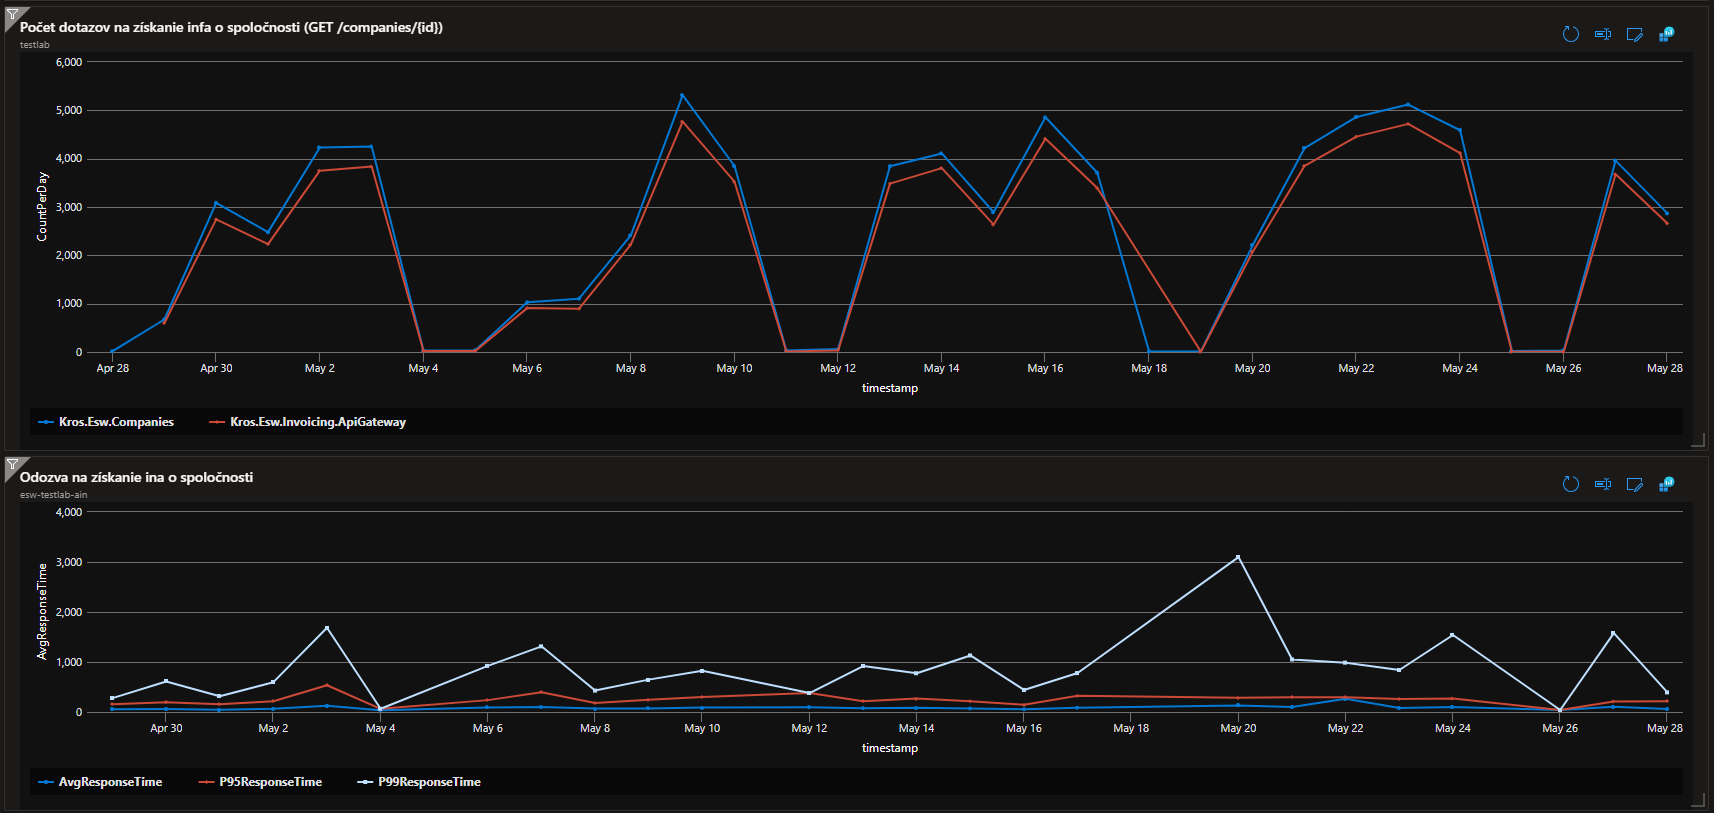 Počet dotazov na získanie infa o spoločnosti (GET /companies/{id})
testlab
6,000
5,000
4,000
3,000
2,000
1,000
0
CountPerDay
Apr 28 Apr 30 May 2 May 4 May 6 May 8 May 10 May 12 May 14 May 16 May 18 May 20 May 22 May 24 May 26 May 28
timestamp
Kros.Esw.Companies Kros.Esw.Invoicing.ApiGateway
Odozva na získanie ina o spoločnosti
esw-testlab-ain
4,000
3,000
2,000
1,000
0
AvgResponseTime
Apr 30 May 2 May 4 May 6 May 8 May 10 May 12 May 14 May 16 May 18 May 20 May 22 May 24 May 26 May 28
timestamp
AvgResponseTime P95ResponseTime P99ResponseTime